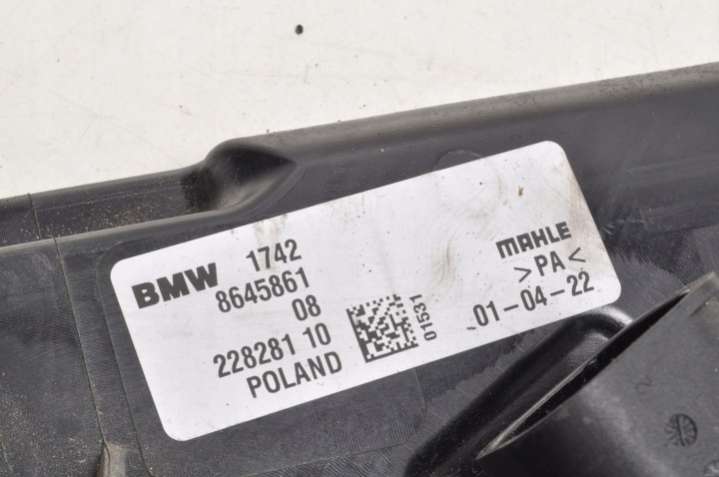 BMW 1742
8645861
08
228281 10
POLAND
01531
MAHLE
>PA<
01-04-22